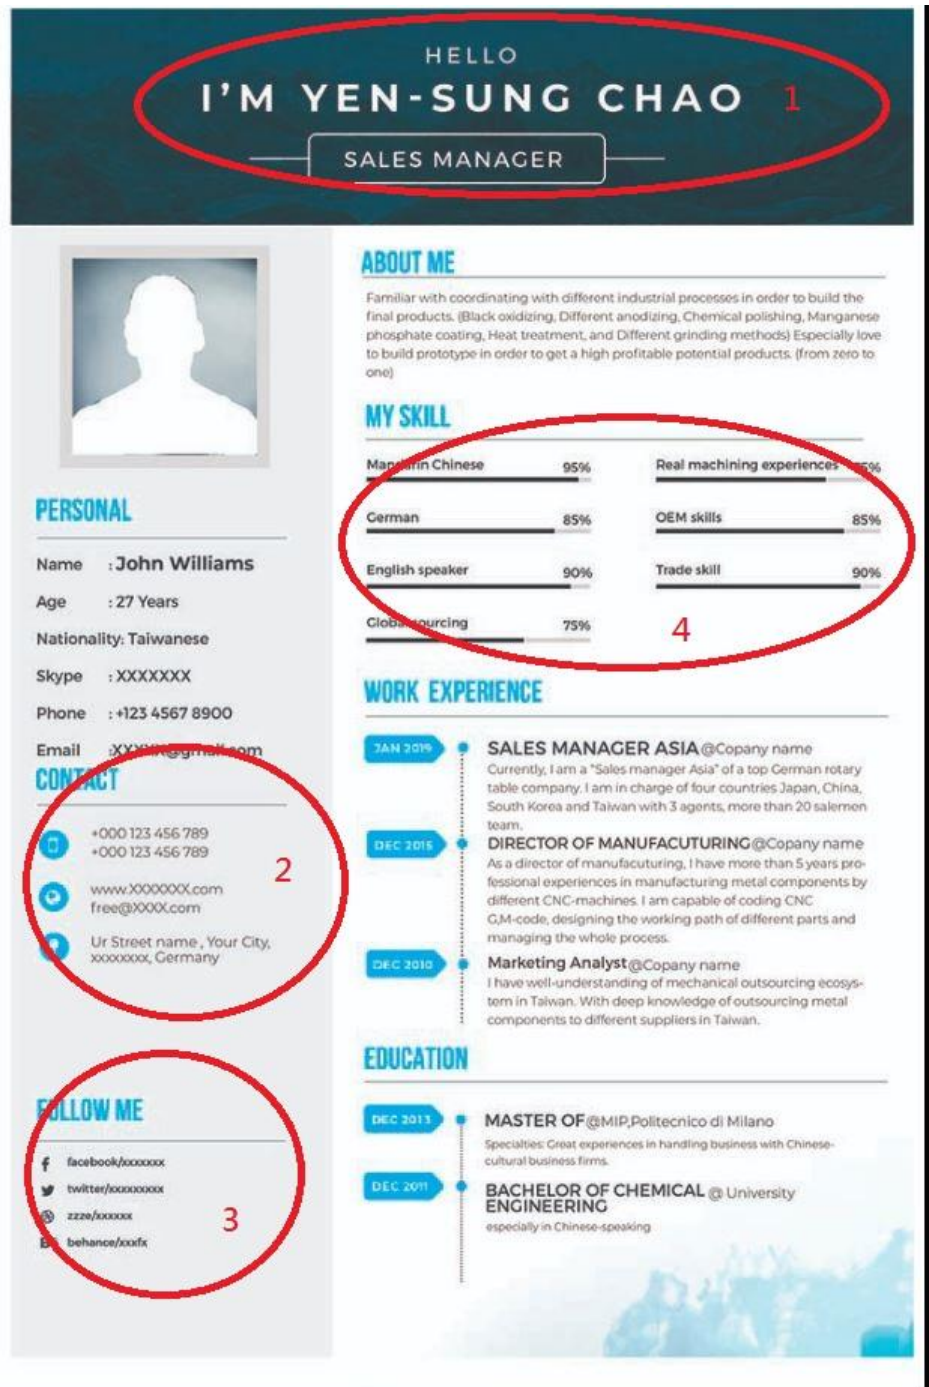 HELLO
I'M YEN-SUNG CHAO
1
SALES MANAGER
PERSONAL
Name : John Williams
Age : 27 Years
Nationality: Taiwanese
Skype : XXXXXXX
Phone : +123 4567 8900
Email :XXXXX@gmail.com
CONTACT
+000 123 456 789
+000 123 456 789
2
www.XXXXXXX.com
free@XXXX.com
Ur Street name , Your City,
xxxxxxxx, Germany
FOLLOW ME
facebook/xxxxxxx
twitter/xxxxxxxxx
zzze/xxxxxx
behance/xxxfx
3
ABOUT ME
Familiar with coordinating with different industrial processes in order to build the
final products. (Black oxidizing, Different anodizing, Chemical polishing, Manganese
phosphate coating, Heat treatment, and Different grinding methods) Especially love
to build prototype in order to get a high profitable potential products. (from zero to
one)
MY SKILL
Mandarin Chinese 95%
German 85%
English speaker 90%
Global sourcing 75%
Real machining experiences 75%
OEM skills 85%
Trade skill 90%
4
WORK EXPERIENCE
JAN 2019
SALES MANAGER ASIA@Copany name
Currently, I am a "Sales manager Asia" of a top German rotary
table company. I am in charge of four countries Japan, China,
South Korea and Taiwan with 3 agents, more than 20 salemen
team.
DEC 2015
DIRECTOR OF MANUFACUTURING@Copany name
As a director of manufacuturing, I have more than 5 years pro-
fessional experiences in manufacturing metal components by
different CNC-machines. I am capable of coding CNC
G,M-code, designing the working path of different parts and
managing the whole process.
DEC 2010
Marketing Analyst@Copany name
I have well-understanding of mechanical outsourcing ecosys-
tem in Taiwan. With deep knowledge of outsourcing metal
components to different suppliers in Taiwan.
EDUCATION
DEC 2013
MASTER OF@MIP,Politecnico di Milano
Specialties: Great experiences in handling business with Chinese-
cultural business firms.
DEC 2011
BACHELOR OF CHEMICAL @ University
ENGINEERING
especially in Chinese-speaking